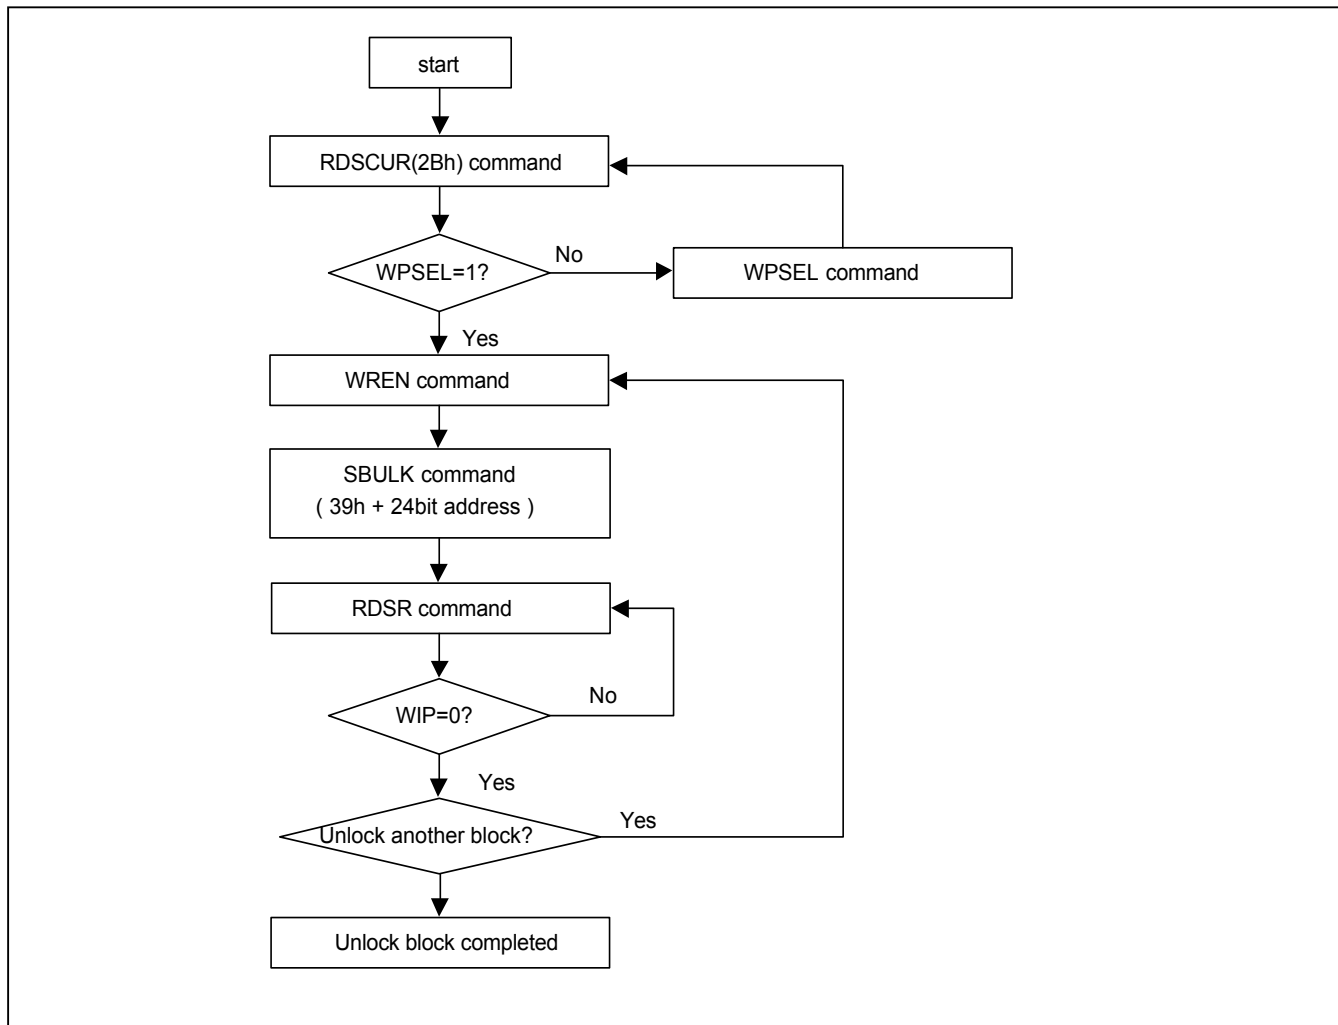 start
RDSCUR(2Bh) command
WPSEL=1?
No
WPSEL command
Yes
WREN command
SBULK command
( 39h + 24bit address )
RDSR command
WIP=0?
No
Yes
Unlock another block?
Yes
Unlock block completed